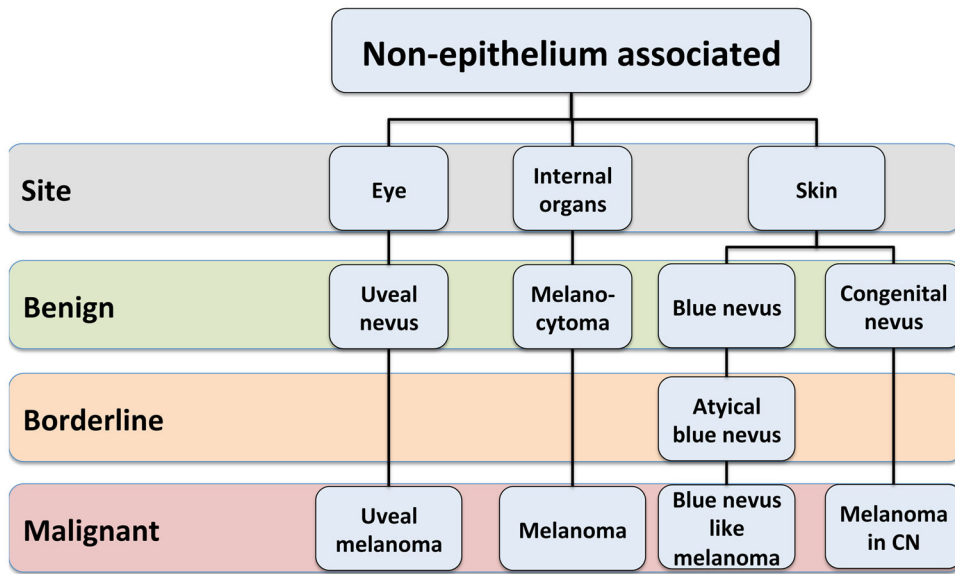 Non-epithelium associated
Site
Eye
Internal
organs
Skin
Benign
Uveal
nevus
Melano-
cytoma
Blue nevus
Congenital
nevus
Borderline
Atyical
blue nevus
Malignant
Uveal
melanoma
Melanoma
Blue nevus
like
melanoma
Melanoma
in CN